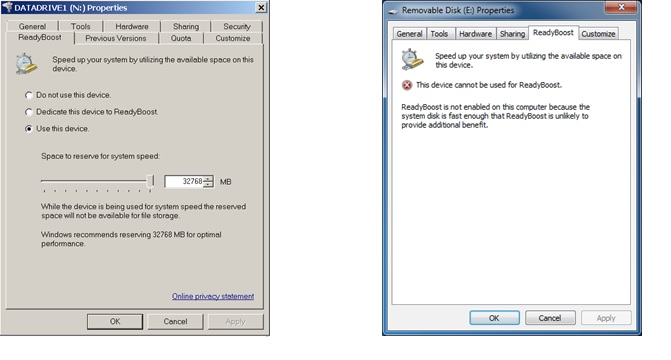 DATADRIVE1 (N:) Properties
General Tools Hardware Sharing Security
ReadyBoost Previous Versions Quota Customize
Speed up your system by utilizing the available space on this
device.
Do not use this device.
Dedicate this device to ReadyBoost.
Use this device.
Space to reserve for system speed:
32768 MB
While the device is being used for system speed the reserved
space will not be available for file storage.
Windows recommends reserving 32768 MB for optimal
performance.
Online privacy statement
OK Cancel Apply
Removable Disk (E:) Properties
General Tools Hardware Sharing ReadyBoost Customize
Speed up your system by utilizing the available space on
this device.
This device cannot be used for ReadyBoost.
ReadyBoost is not enabled on this computer because the
system disk is fast enough that ReadyBoost is unlikely to
provide additional benefit.
OK Cancel Apply